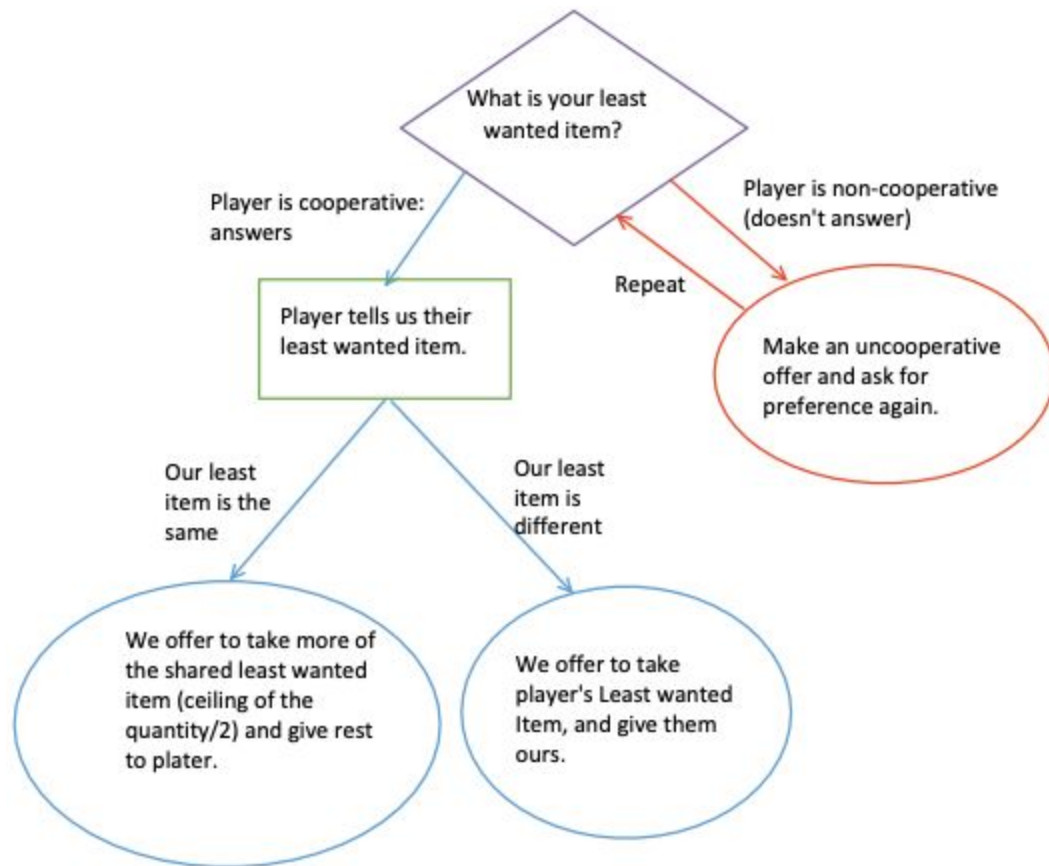 What is your least
wanted item?
Player is cooperative:
answers
Player is non-cooperative
(doesn't answer)
Repeat
Player tells us their
least wanted item.
Make an uncooperative
offer and ask for
preference again.
Our least
item is the
same
Our least
item is
different
We offer to take more of
the shared least wanted
item (ceiling of the
quantity/2) and give rest
to plater.
We offer to take
player's Least wanted
Item, and give them
ours.